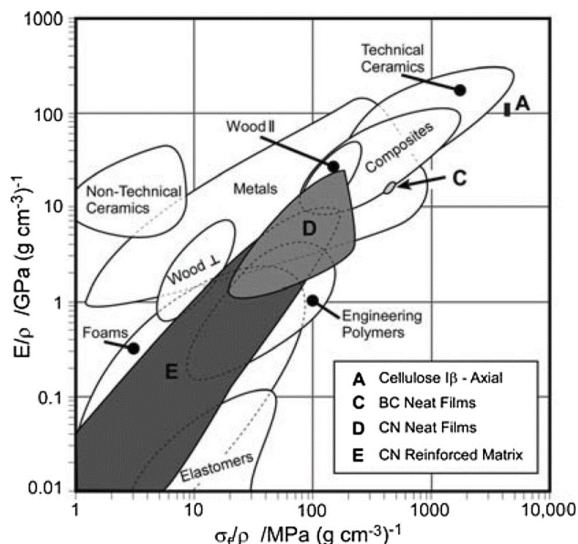 1000
100
10
1
0.1
0.01
E/ρ /GPa (g cm⁻³)⁻¹
Technical
Ceramics
A
Wood ||
Composites
Non-Technical
Ceramics
Metals
C
D
Wood ⊥
Foams
Engineering
Polymers
E
Elastomers
A Cellulose Iβ - Axial
C BC Neat Films
D CN Neat Films
E CN Reinforced Matrix
1
10
100
1000
10,000
σf/ρ /MPa (g cm⁻³)⁻¹